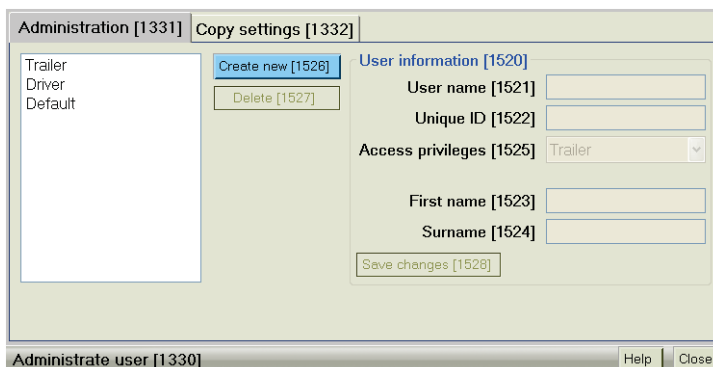 Administration [1331] Copy settings [1332]
Trailer
Driver
Default
Create new [1526]
Delete [1527]
User information [1520]
User name [1521]
Unique ID [1522]
Access privileges [1525] Trailer
First name [1523]
Surname [1524]
Save changes [1528]
Administrate user [1330] Help Close